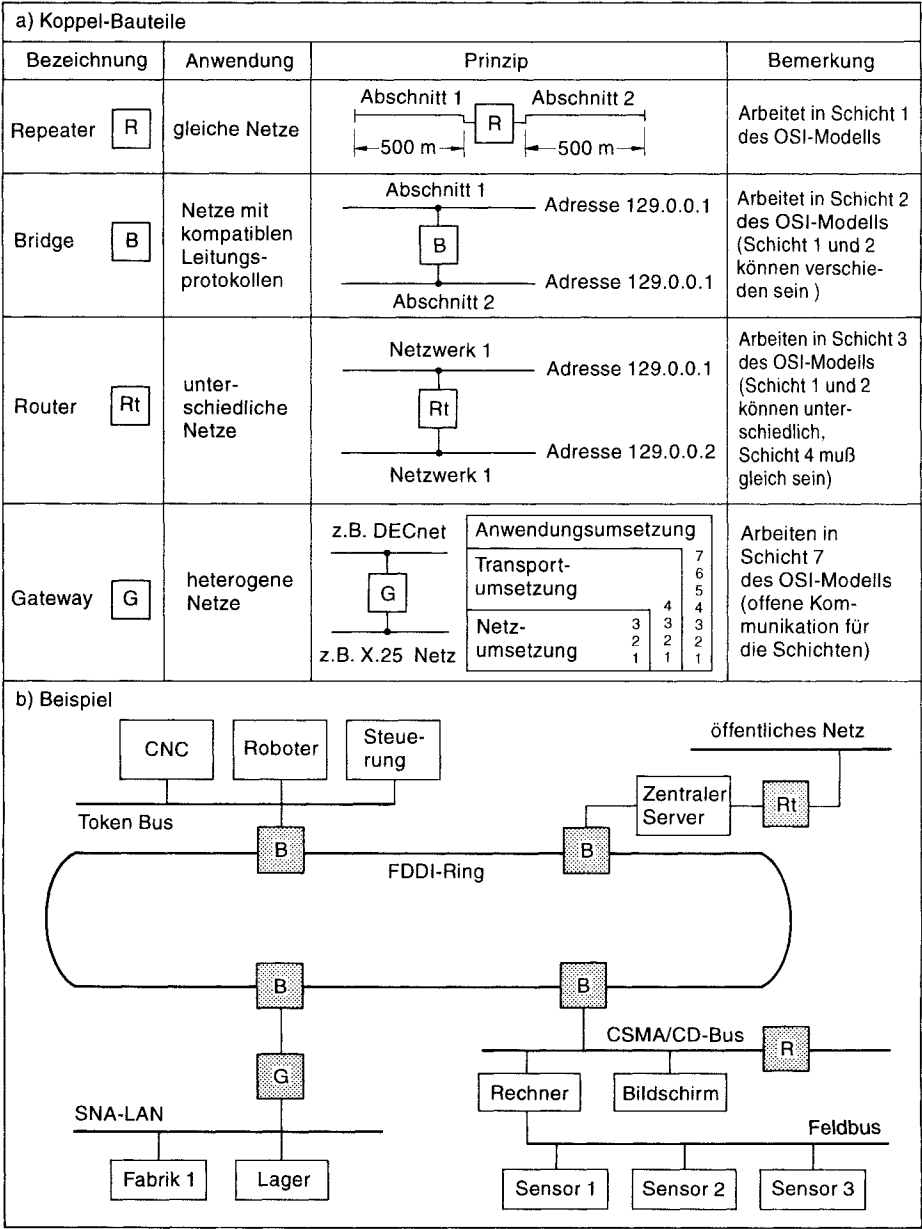 a) Koppel-Bauteile
Bezeichnung
Anwendung
Prinzip
Bemerkung
Repeater
R
gleiche Netze
Abschnitt 1
R
Abschnitt 2
500 m
500 m
Arbeitet in Schicht 1
des OSI-Modells
Bridge
B
Netze mit
kompatiblen
Leitungs-
protokollen
Abschnitt 1
Adresse 129.0.0.1
B
Adresse 129.0.0.1
Abschnitt 2
Arbeitet in Schicht 2
des OSI-Modells
(Schicht 1 und 2
können verschie-
den sein )
Router
Rt
unter-
schiedliche
Netze
Netzwerk 1
Adresse 129.0.0.1
Rt
Adresse 129.0.0.2
Netzwerk 1
Arbeiten in Schicht 3
des OSI-Modells
(Schicht 1 und 2
können unter-
schiedlich,
Schicht 4 muß
gleich sein)
Gateway
G
heterogene
Netze
z.B. DECnet
G
z.B. X.25 Netz
Anwendungsumsetzung
Transport-
umsetzung
Netz-
umsetzung
3
2
1
4
3
2
1
7
6
5
4
3
2
1
Arbeiten in
Schicht 7
des OSI-Modells
(offene Kom-
munikation für
die Schichten)
b) Beispiel
CNC
Roboter
Steue-
rung
Token Bus
B
öffentliches Netz
Zentraler
Server
Rt
B
FDDI-Ring
B
B
G
SNA-LAN
Fabrik 1
Lager
CSMA/CD-Bus
R
Rechner
Bildschirm
Feldbus
Sensor 1
Sensor 2
Sensor 3